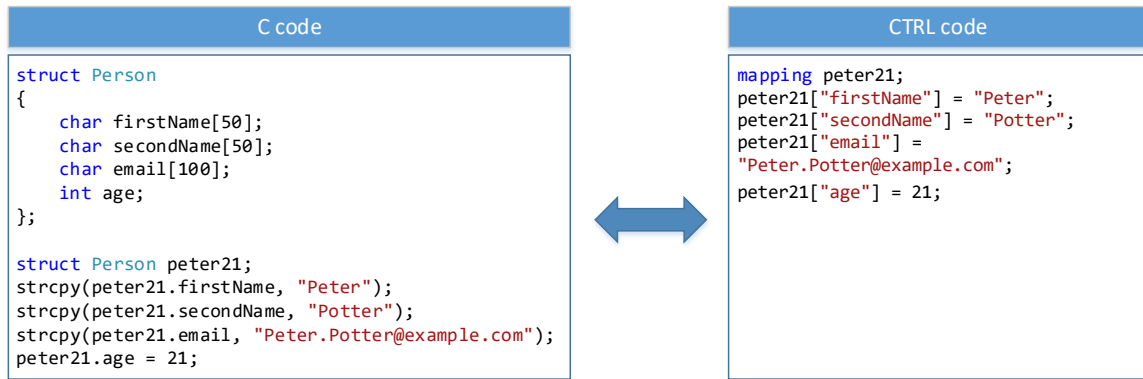 C code
struct Person
{
    char firstName[50];
    char secondName[50];
    char email[100];
    int age;
};

struct Person peter21;
strcpy(peter21.firstName, "Peter");
strcpy(peter21.secondName, "Potter");
strcpy(peter21.email, "Peter.Potter@example.com");
peter21.age = 21;
CTRL code
mapping peter21;
peter21["firstName"] = "Peter";
peter21["secondName"] = "Potter";
peter21["email"] =
"Peter.Potter@example.com";
peter21["age"] = 21;